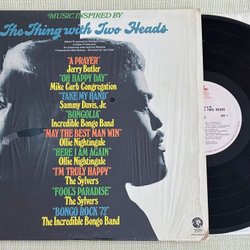 MUSIC INSPIRED BY
The Thing with Two Heads
"A PRAYER"
Jerry Butler
"OH HAPPY DAY"
Mike Curb Congregation
"TAKE MY HAND"
Sammy Davis, Jr.
"BONGOLIA"
Incredible Bongo Band
"MAY THE BEST MAN WIN"
Ollie Nightingale
"HERE I AM AGAIN"
Ollie Nightingale
"I'M TRULY HAPPY"
The Sylvers
"FOOL'S PARADISE"
The Sylvers
"BONGO ROCK '72"
The Incredible Bongo Band